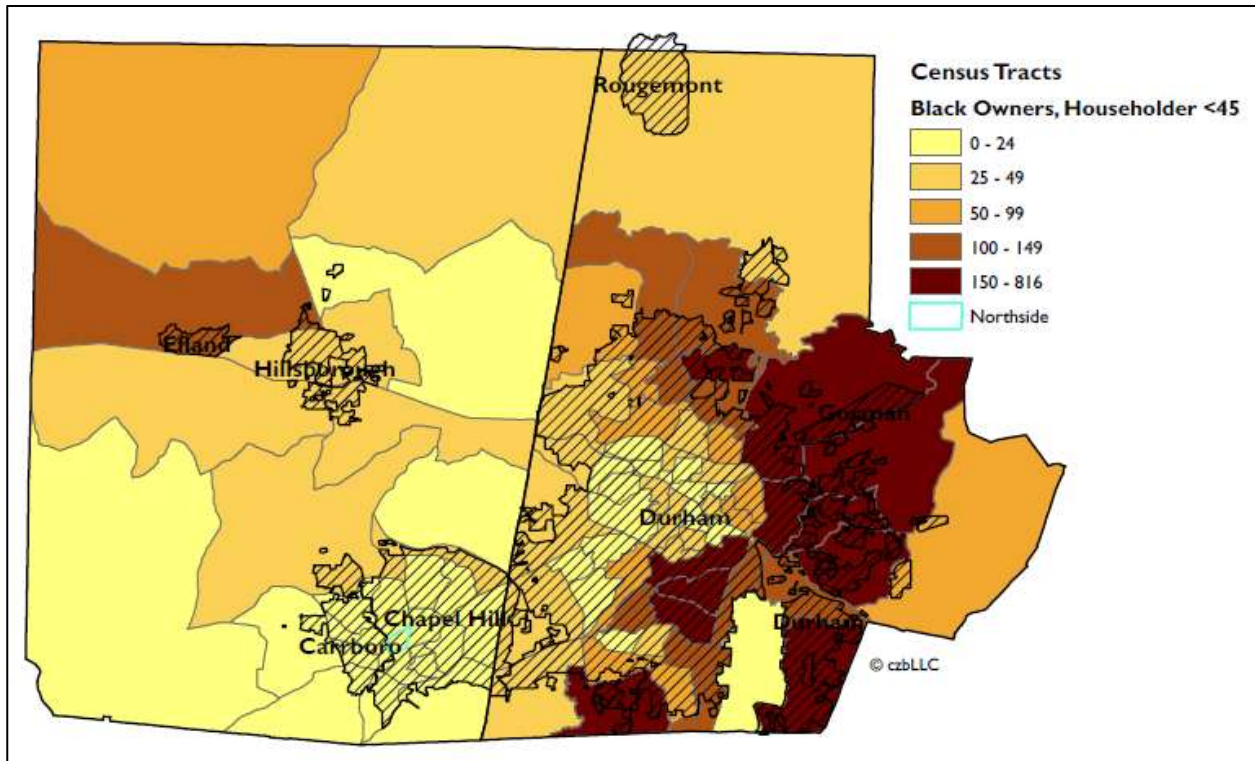 Rougemont
Census Tracts
Black Owners, Householder <45
0 - 24
25 - 49
50 - 99
100 - 149
150 - 816
Northside
Efland
Hillsborough
Gorman
Durham
Chapel Hill
Carrboro
Durham
© czbLLC